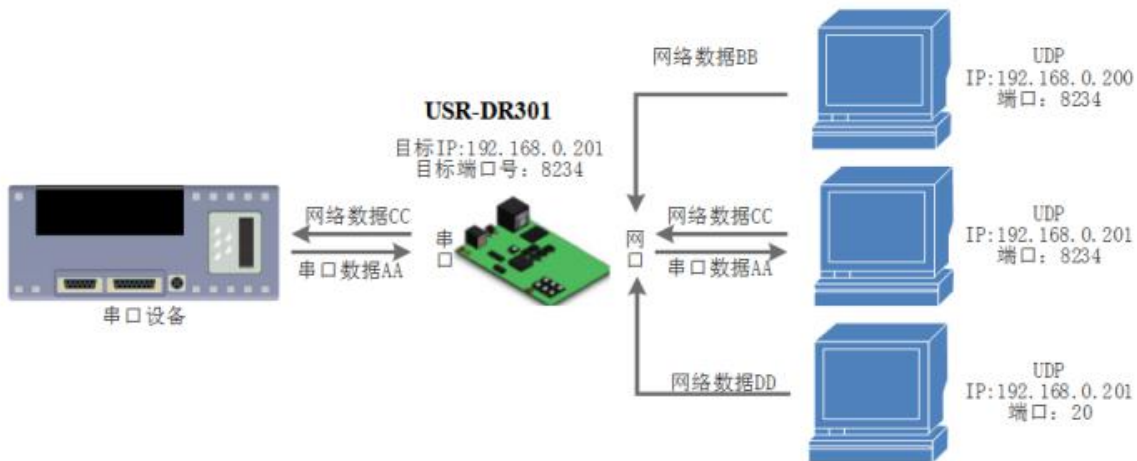 网络数据BB
UDP
IP:192.168.0.200
端口: 8234
USR-DR301
目标IP:192.168.0.201
目标端口号: 8234
网络数据CC
串口数据AA
串口设备
串口
网口
网络数据CC
串口数据AA
UDP
IP:192.168.0.201
端口: 8234
网络数据DD
UDP
IP:192.168.0.201
端口: 20